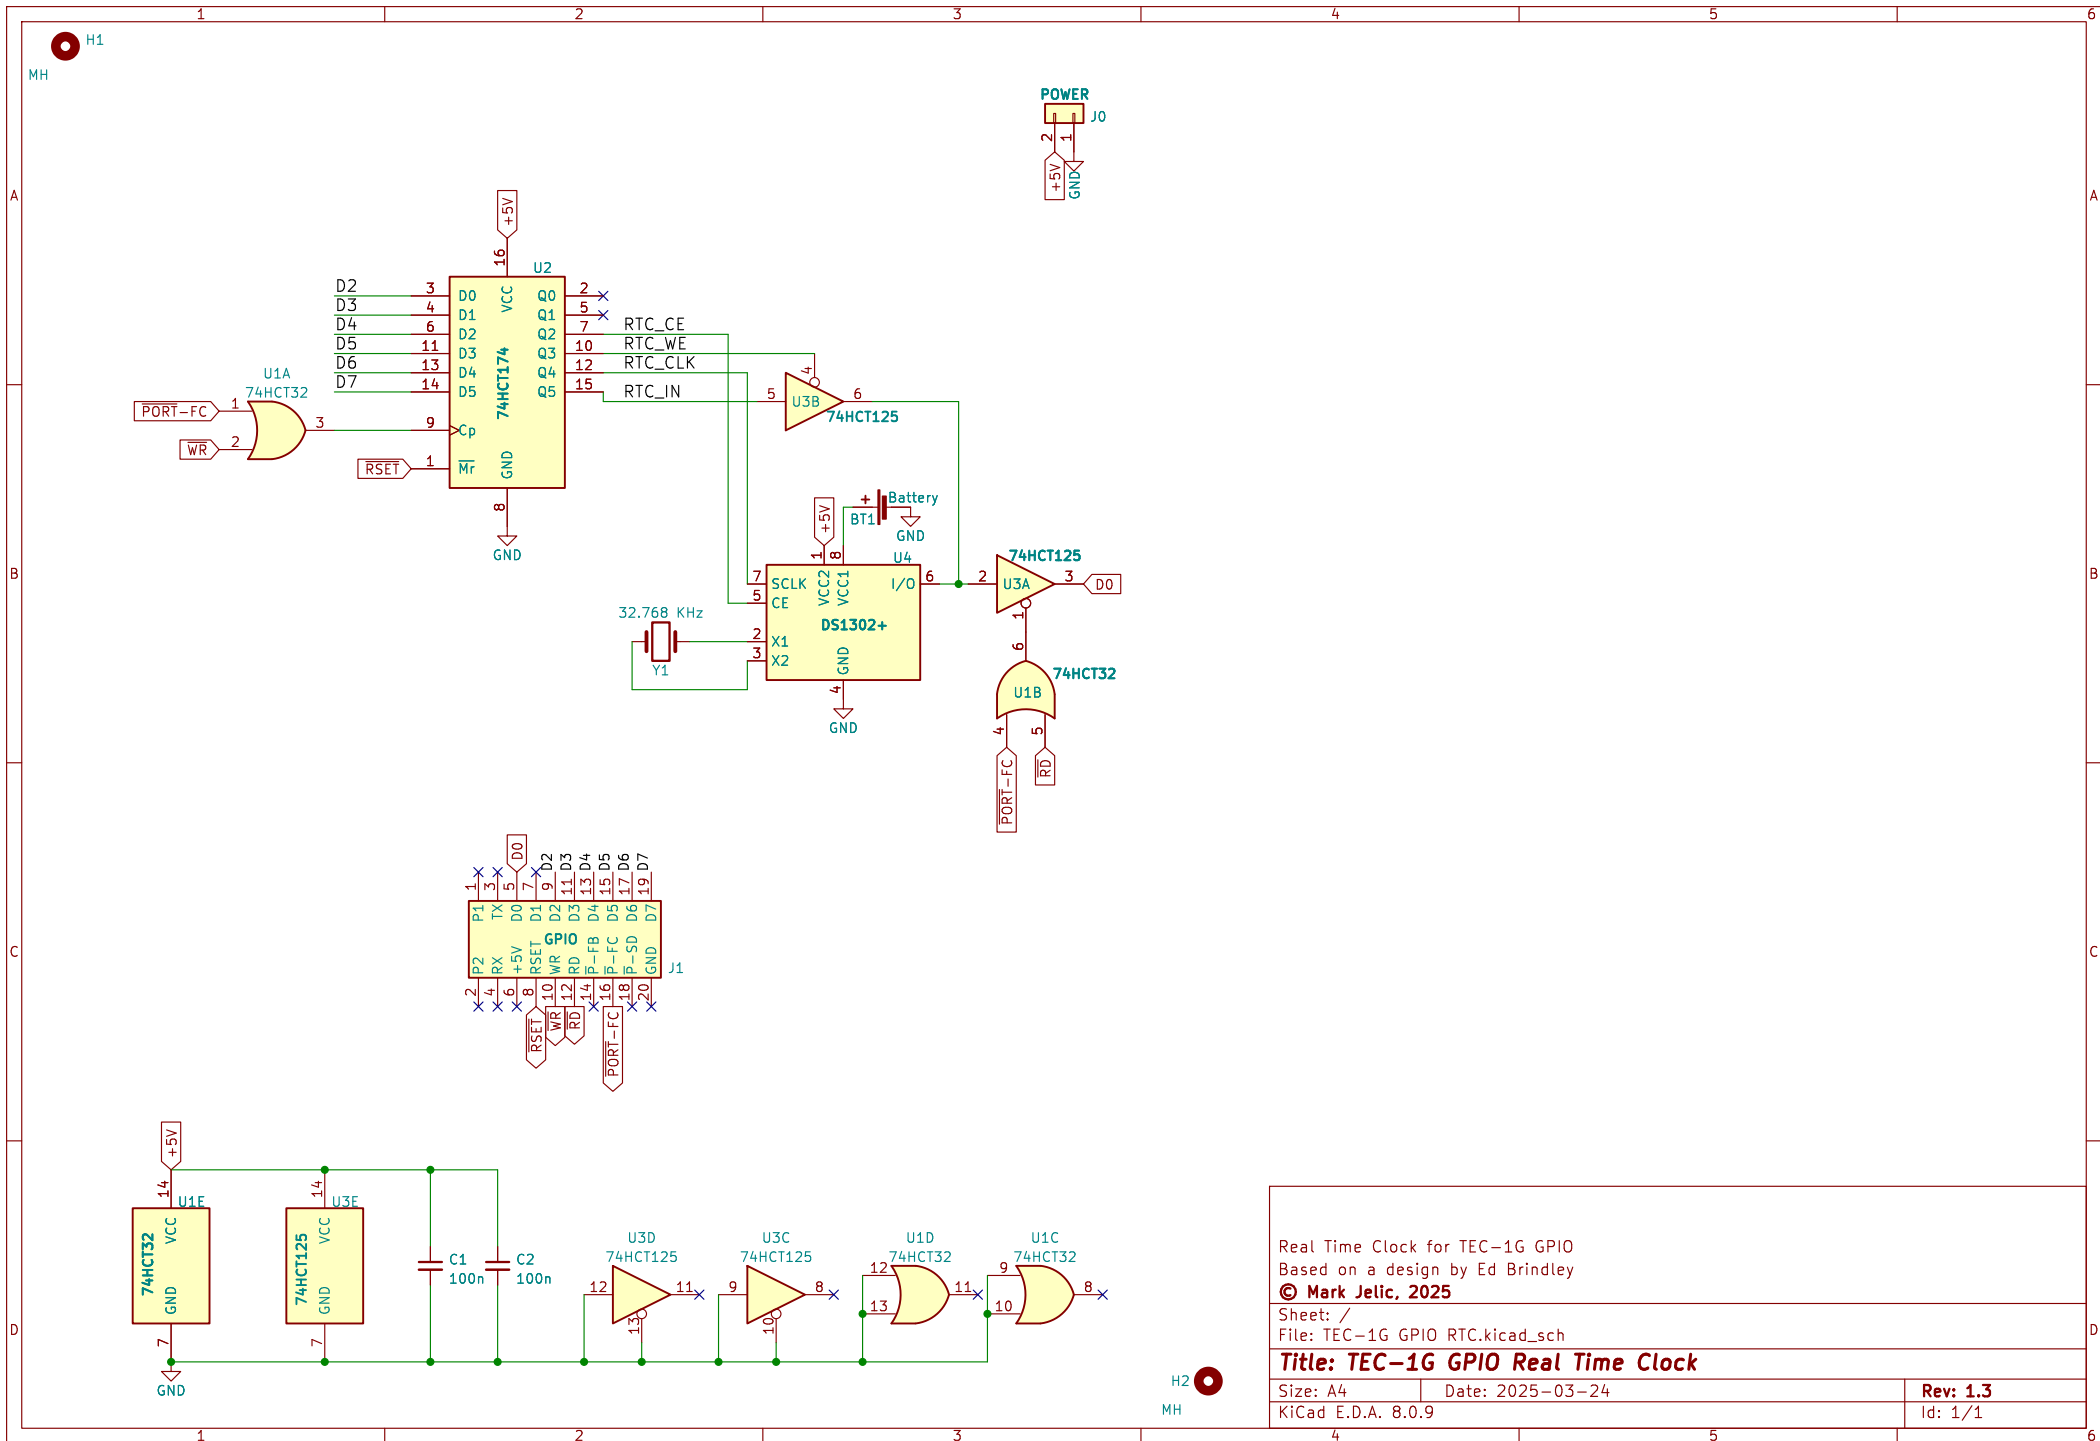 1 2 3 4 5 6
H1
MH
POWER
J0
2 1
+5V
GND
A A
+5V
16
U2
D2 3 D0 VCC Q0 2
D3 4 D1 Q1 5
D4 6 D2 Q2 7 RTC_CE
D5 11 D3 Q3 10 RTC_WE
D6 13 D4 Q4 12 RTC_CLK
D7 14 D5 Q5 15 RTC_IN
74HCT174
U1A
74HCT32
PORT-FC 1
3
WR 2
9 Cp
RSET 1 Mr
GND
8
GND
4
5 U3B 6
74HCT125
+ Battery
BT1
GND
+5V
1 8
U4
7 SCLK VCC2 VCC1 I/O 6
5 CE
DS1302+
2 X1
3 X2
GND
4
GND
32.768 KHz
Y1
74HCT125
2 U3A 3 D0
1
6
74HCT32
U1B
4 5
PORT-FC RD
B B
D0 D2 D3 D4 D5 D6 D7
1 3 5 7 9 11 13 15 17 19
P1 TX D0 D1 D2 D3 D4 D5 D6 D7
GPIO
P2 RX +5V RSET WR RD P-FB P-FC P-SD GND
J1
2 4 6 8 10 12 14 16 18 20
RSET WR RD PORT-FC
C C
+5V
14 U1E
VCC
74HCT32
GND
7
GND
14 U3E
VCC
74HCT125
GND
7
C1
100n
C2
100n
U3D
74HCT125
12 11
13
U3C
74HCT125
9 8
10
U1D
74HCT32
12
11
13
U1C
74HCT32
9
8
10
H2
MH
D D
Real Time Clock for TEC-1G GPIO
Based on a design by Ed Brindley
© Mark Jelic, 2025
Sheet: /
File: TEC-1G GPIO RTC.kicad_sch
Title: TEC-1G GPIO Real Time Clock
Size: A4 Date: 2025-03-24 Rev: 1.3
KiCad E.D.A. 8.0.9 Id: 1/1
1 2 3 4 5 6